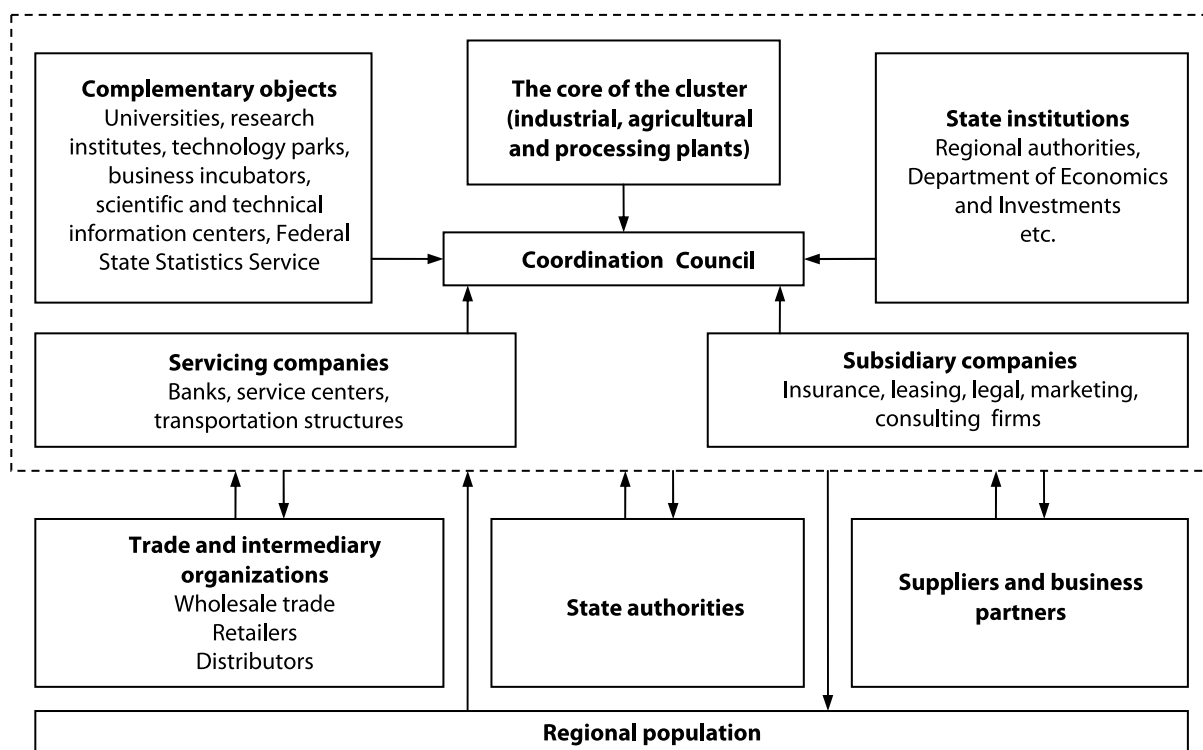 Complementary objects
Universities, research
institutes, technology parks,
business incubators,
scientific and technical
information centers, Federal
State Statistics Service
The core of the cluster
(industrial, agricultural
and processing plants)
State institutions
Regional authorities,
Department of Economics
and Investments
etc.
Coordination Council
Servicing companies
Banks, service centers,
transportation structures
Subsidiary companies
Insurance, leasing, legal, marketing,
consulting firms
Trade and intermediary
organizations
Wholesale trade
Retailers
Distributors
State authorities
Suppliers and business
partners
Regional population